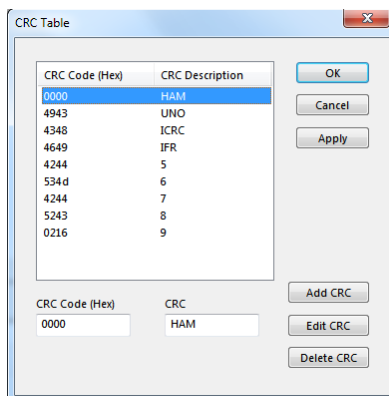 CRC Table
CRC Code (Hex) CRC Description
0000 HAM
4943 UNO
4348 ICRC
4649 IFR
4244 5
534d 6
4244 7
5243 8
0216 9
OK
Cancel
Apply
CRC Code (Hex) CRC
0000 HAM
Add CRC
Edit CRC
Delete CRC